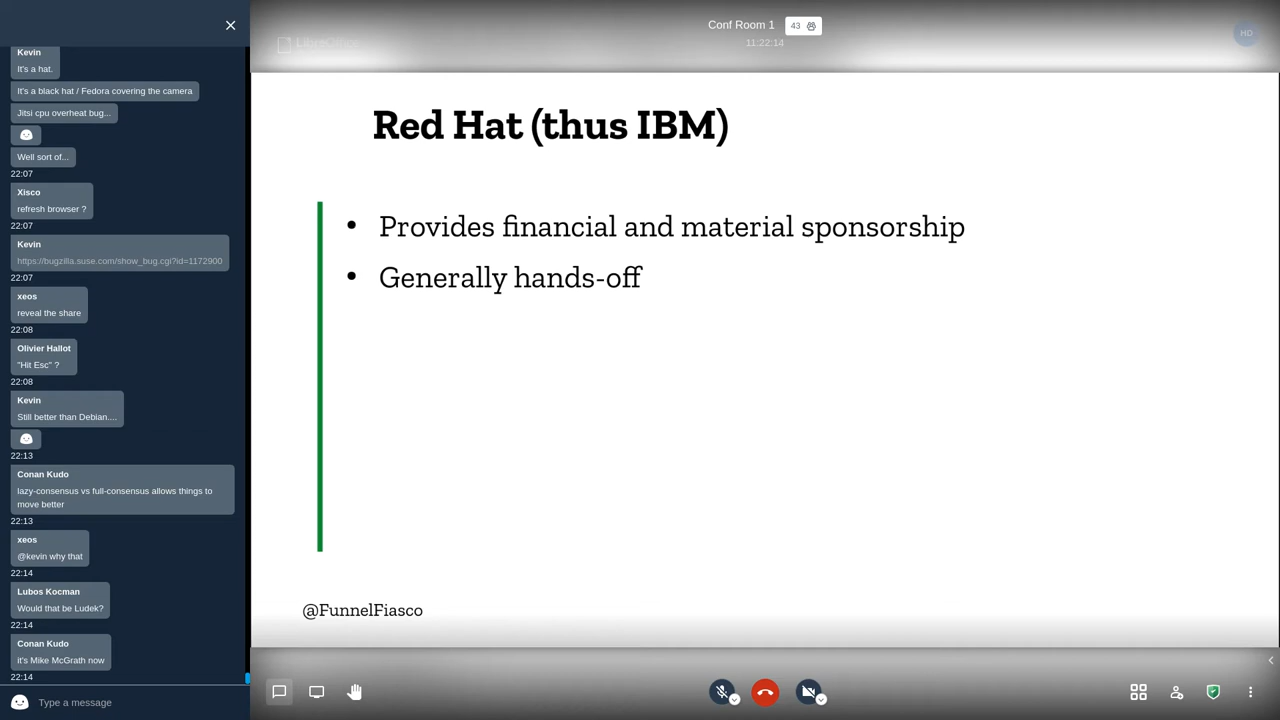 Kevin
It's a hat.
It's a black hat / Fedora covering the camera
Jitsi cpu overheat bug...
Well sort of...
22:07
Xisco
refresh browser ?
22:07
Kevin
https://bugzilla.suse.com/show_bug.cgi?id=1172900
22:07
xeos
reveal the share
22:08
Olivier Hallot
"Hit Esc" ?
22:08
Kevin
Still better than Debian....
22:13
Conan Kudo
lazy-consensus vs full-consensus allows things to
move better
22:13
xeos
@kevin why that
22:14
Lubos Kocman
Would that be Ludek?
22:14
Conan Kudo
it's Mike McGrath now
22:14
Type a message
Conf Room 1
43
11:22:14
LibreOffice
HD
Red Hat (thus IBM)
• Provides financial and material sponsorship
• Generally hands-off
@FunnelFiasco